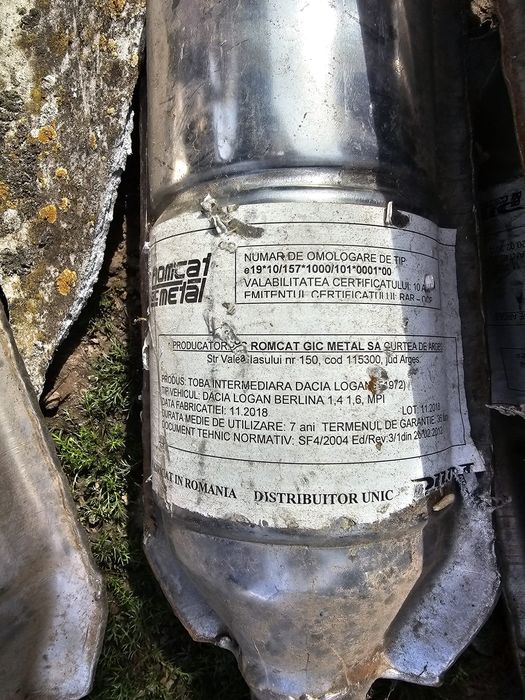 ROMCAT
GIC METAL
NUMAR DE OMOLOGARE DE TIP:
e19*10/157*1000/101*0001*00
VALABILITATEA CERTIFICATULUI: 10 A
EMITENTUL CERTIFICATULUI: RAR -
PRODUCATOR: ROMCAT GIC METAL SA CURTEA DE ARGES
Str Valea Iasului nr 150, cod 115300, jud Arges
PRODUS: TOBA INTERMEDIARA DACIA LOGAN
VEHICUL: DACIA LOGAN BERLINA 1,4 1,6, MPI
DATA FABRICATIEI: 11.2018 LOT: 11.2018
DURATA MEDIE DE UTILIZARE: 7 ani TERMENUL DE GARANTIE:
DOCUMENT TEHNIC NORMATIV: SF4/2004 Ed/Rev:3/1din
IN ROMANIA DISTRIBUITOR UNIC